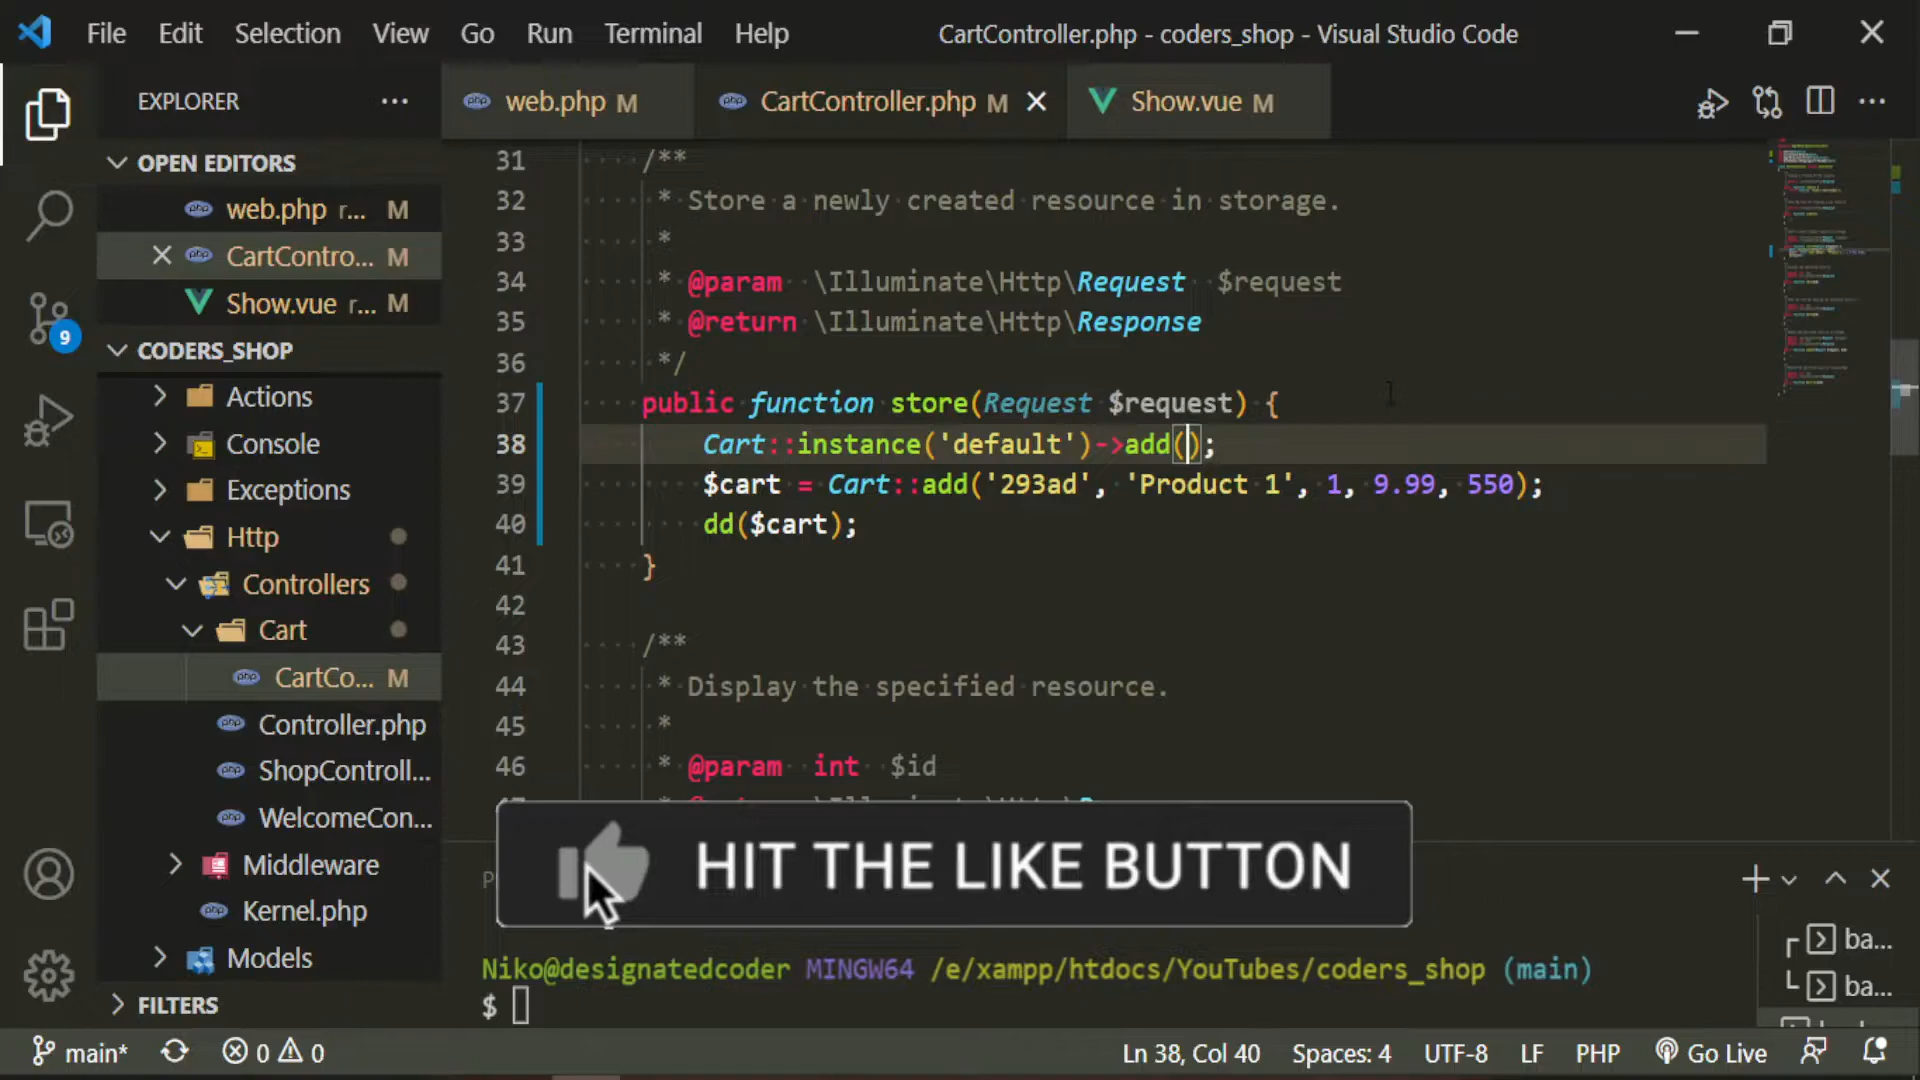 File Edit Selection View Go Run Terminal Help
CartController.php - coders_shop - Visual Studio Code
EXPLORER
web.php M
CartController.php M
Show.vue M
OPEN EDITORS
web.php r... M
CartContro... M
Show.vue r... M
9
CODERS_SHOP
Actions
Console
Exceptions
Http
Controllers
Cart
CartCo... M
Controller.php
ShopControll...
WelcomeCon...
Middleware
Kernel.php
Models
FILTERS
31 /**
32 * Store a newly created resource in storage.
33 *
34 * @param \Illuminate\Http\Request $request
35 * @return \Illuminate\Http\Response
36 */
37 public function store(Request $request) {
38 Cart::instance('default')->add();
39 $cart = Cart::add('293ad', 'Product 1', 1, 9.99, 550);
40 dd($cart);
41 }
42
43 /**
44 * Display the specified resource.
45 *
46 * @param int $id
HIT THE LIKE BUTTON
Niko@designatedcoder MINGW64 /e/xampp/htdocs/YouTubes/coders_shop (main)
$
ba...
ba...
main* 0 0
Ln 38, Col 40 Spaces: 4 UTF-8 LF PHP Go Live